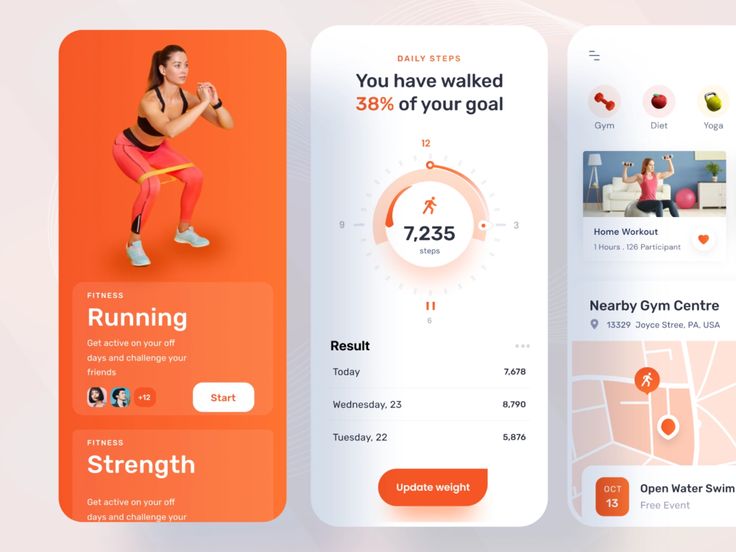 FITNESS
Running
Get active on your off
days and challenge your
friends
+12
Start
FITNESS
Strength
Get active on your off
days and challenge your
DAILY STEPS
You have walked
38% of your goal
12
9
3
7,235
steps
6
Result
Today 7,678
Wednesday, 23 8,790
Tuesday, 22 5,876
Update weight
Gym Diet Yoga
Home Workout
1 Hours . 126 Participant
Nearby Gym Centre
13329 Joyce Stree, PA, USA
OCT
13
Open Water Swim
Free Event